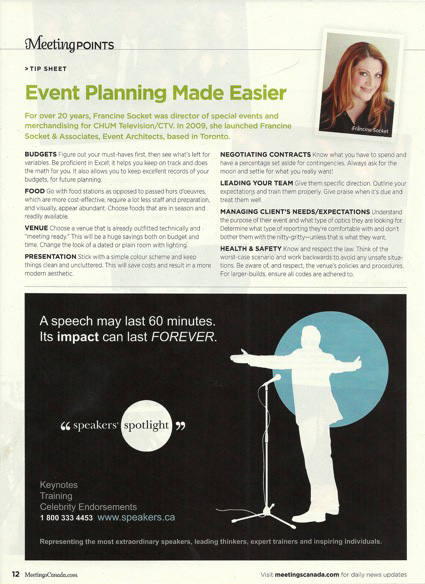 Meeting POINTS
> TIP SHEET
Event Planning Made Easier
For over 20 years, Francine Socket was director of special events and
merchandising for CHUM Television/CTV. In 2009, she launched Francine
Socket & Associates, Event Architects, based in Toronto.
Francine Socket
BUDGETS Figure out your must-haves first, then see what's left for
variables. Be proficient in Excel; it helps you keep on track and does
the math for you. It also allows you to keep excellent records of your
budgets, for future planning.
FOOD Go with food stations as opposed to passed hors d'oeuvres,
which are more cost-effective, require a lot less staff and preparation,
and visually, appear abundant. Choose foods that are in season and
readily available.
VENUE Choose a venue that is already outfitted technically and
"meeting ready." This will be a huge savings both on budget and
time. Change the look of a dated or plain room with lighting.
PRESENTATION Stick with a simple colour scheme and keep
things clean and uncluttered. This will save costs and result in a more
modern aesthetic.
NEGOTIATING CONTRACTS Know what you have to spend and
have a percentage set aside for contingencies. Always ask for the
moon and settle for what you really want!
LEADING YOUR TEAM Give them specific direction. Outline your
expectations and train them properly. Give praise when it's due and
treat them well.
MANAGING CLIENT'S NEEDS/EXPECTATIONS Understand
the purpose of their event and what type of optics they are looking for.
Determine what type of reporting they're comfortable with and don't
bother them with the nitty-gritty—unless that is what they want.
HEALTH & SAFETY Know and respect the law. Think of the
worst-case scenario and work backwards to avoid any unsafe situa-
tions. Be aware of, and respect, the venue's policies and procedures.
For larger-builds, ensure all codes are adhered to.
A speech may last 60 minutes.
Its impact can last FOREVER.
“ speakers' spotlight ”
Keynotes
Training
Celebrity Endorsements
1 800 333 4453 www.speakers.ca
Representing the most extraordinary speakers, leading thinkers, expert trainers and inspiring individuals.
12 MeetingsCanada.com
Visit meetingscanada.com for daily news updates